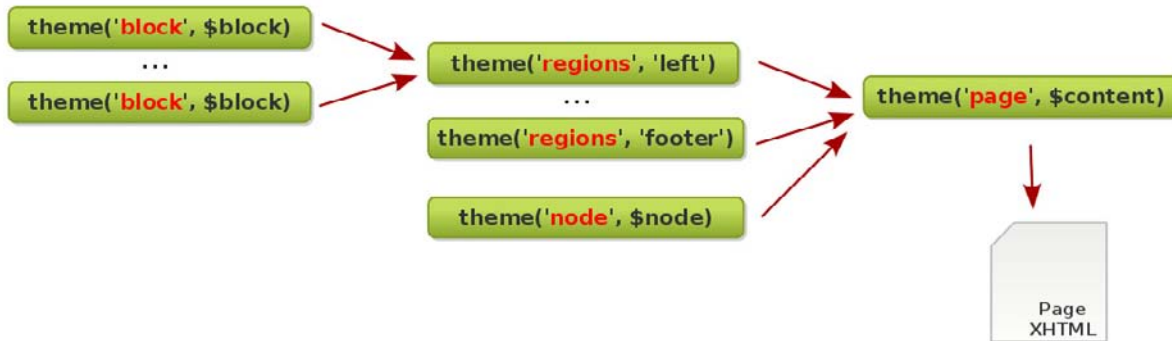 theme('block', $block)
...
theme('block', $block)
theme('regions', 'left')
...
theme('regions', 'footer')
theme('node', $node)
theme('page', $content)
Page
XHTML